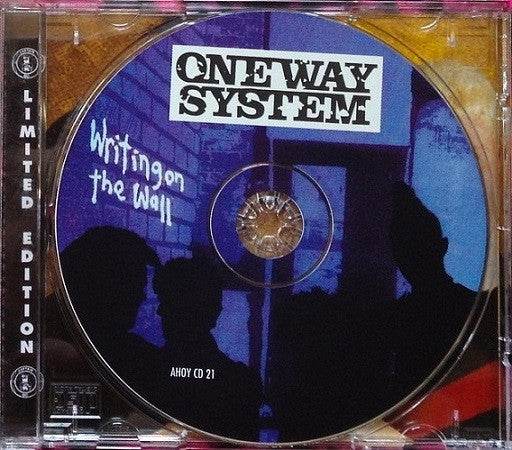 ONE WAY
SYSTEM
Writing on
the Wall
AHOY CD 21
LIMITED EDITION